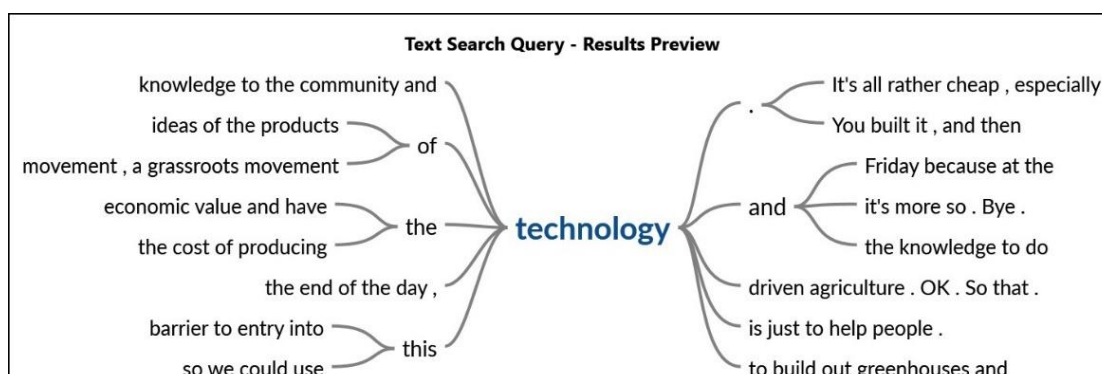 Text Search Query - Results Preview
knowledge to the community and
ideas of the products
of
movement , a grassroots movement
economic value and have
the
the cost of producing
the end of the day ,
barrier to entry into
this
so we could use
technology
.
It's all rather cheap , especially
You built it , and then
and
Friday because at the
it's more so . Bye .
the knowledge to do
driven agriculture . OK . So that .
is just to help people .
to build out greenhouses and